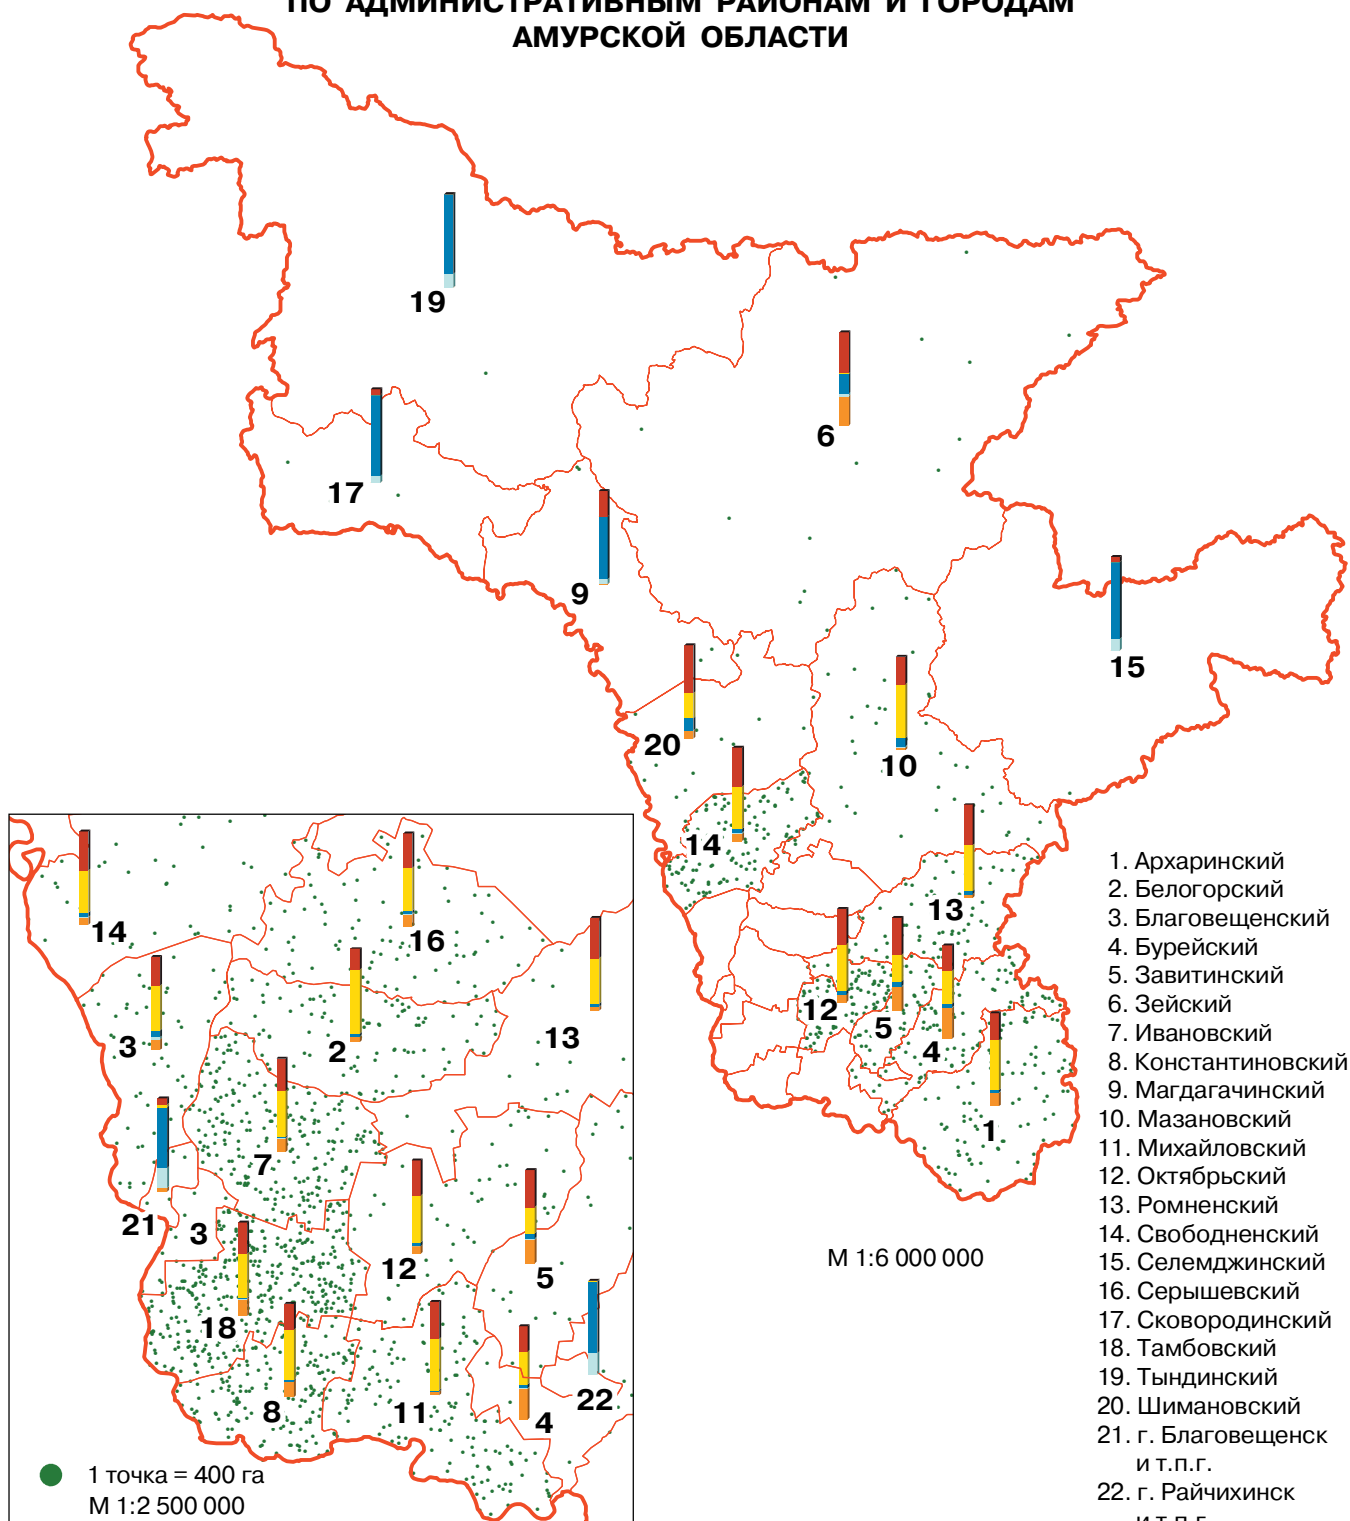 ПО АДМИНИСТРАТИВНЫМ РАЙОНАМ И ГОРОДАМ
АМУРСКОЙ ОБЛАСТИ
19
6
17
9
15
20
10
14
13
12
5
4
1
14
16
3
2
13
7
21
3
12
5
18
8
11
4
22
1 точка = 400 га
М 1:2 500 000
М 1:6 000 000
1. Архаринский
2. Белогорский
3. Благовещенский
4. Бурейский
5. Завитинский
6. Зейский
7. Ивановский
8. Константиновский
9. Магдагачинский
10. Мазановский
11. Михайловский
12. Октябрьский
13. Ромненский
14. Свободненский
15. Селемджинский
16. Серышевский
17. Сковородинский
18. Тамбовский
19. Тындинский
20. Шимановский
21. г. Благовещенск
и т.п.г.
22. г. Райчихинск
и т.п.г.